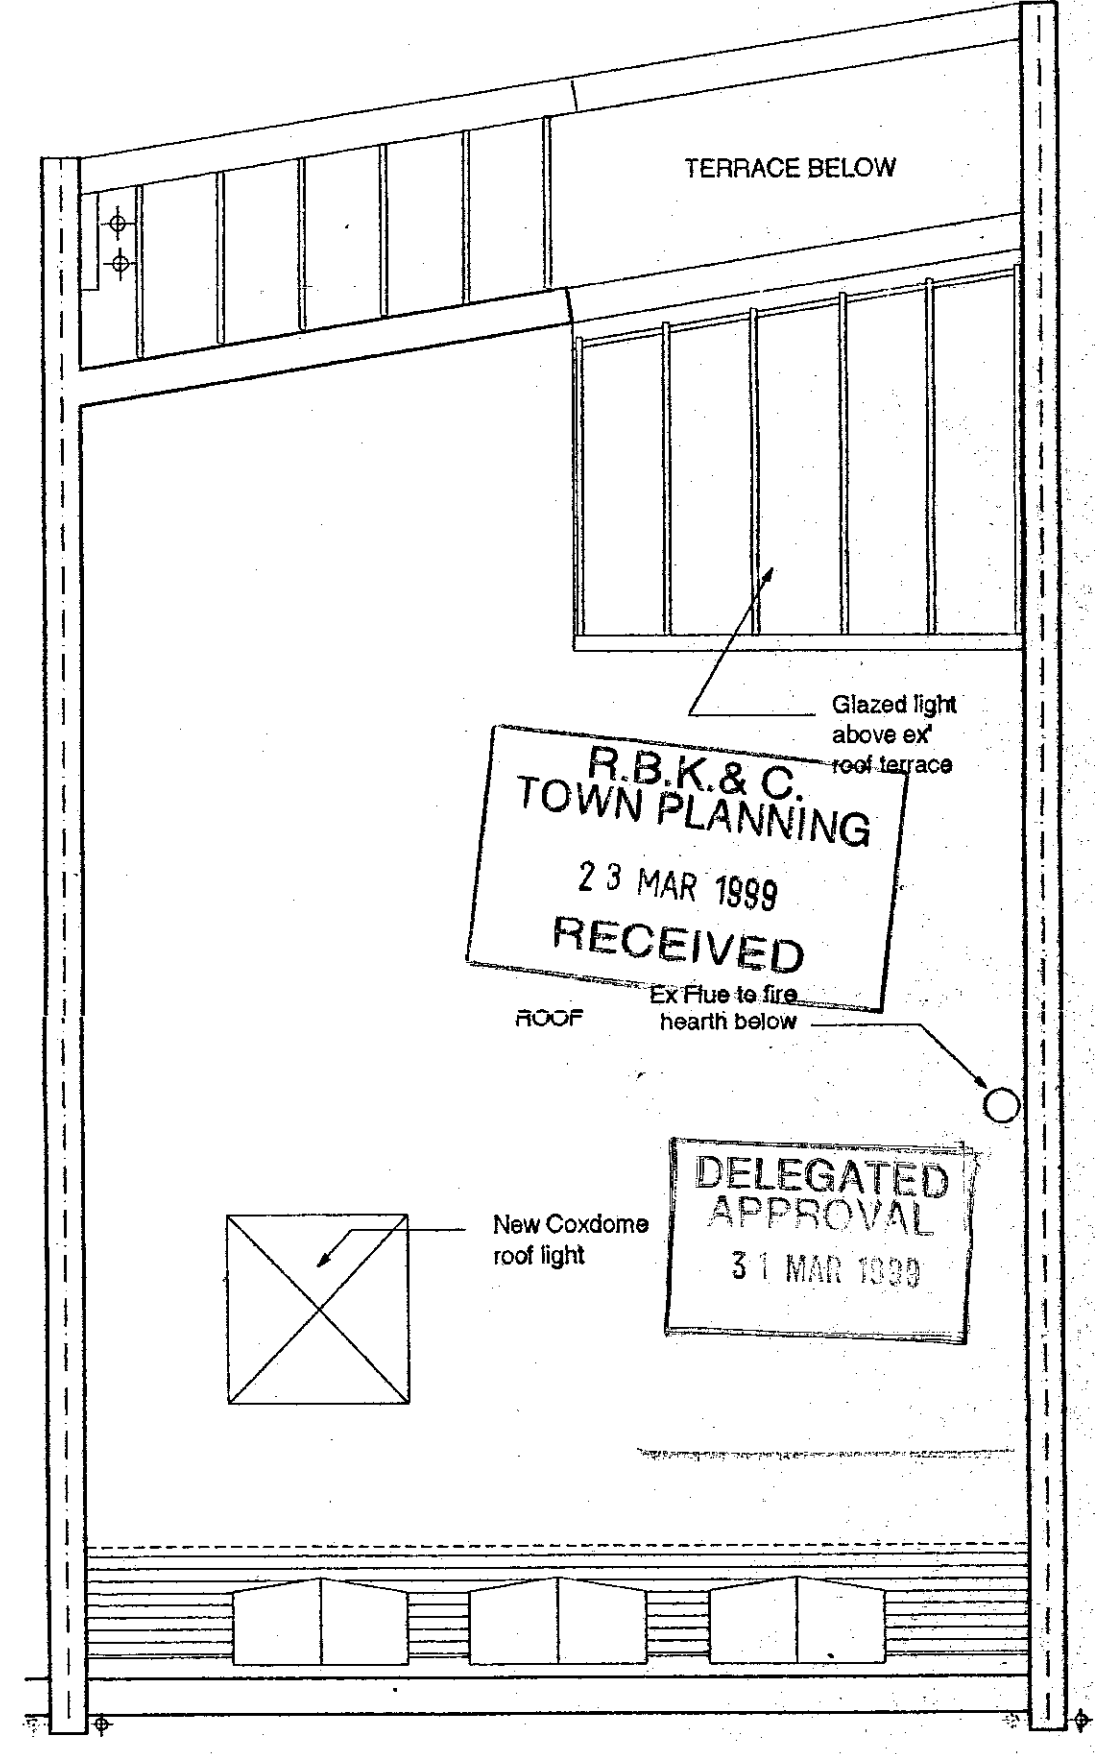 TERRACE BELOW
Glazed light
above ex'
roof terrace
R.B.K.& C.
TOWN PLANNING
23 MAR 1999
RECEIVED
Ex Flue to fire
hearth below
ROOF
DELEGATED
APPROVAL
31 MAR 1999
New Coxdome
roof light